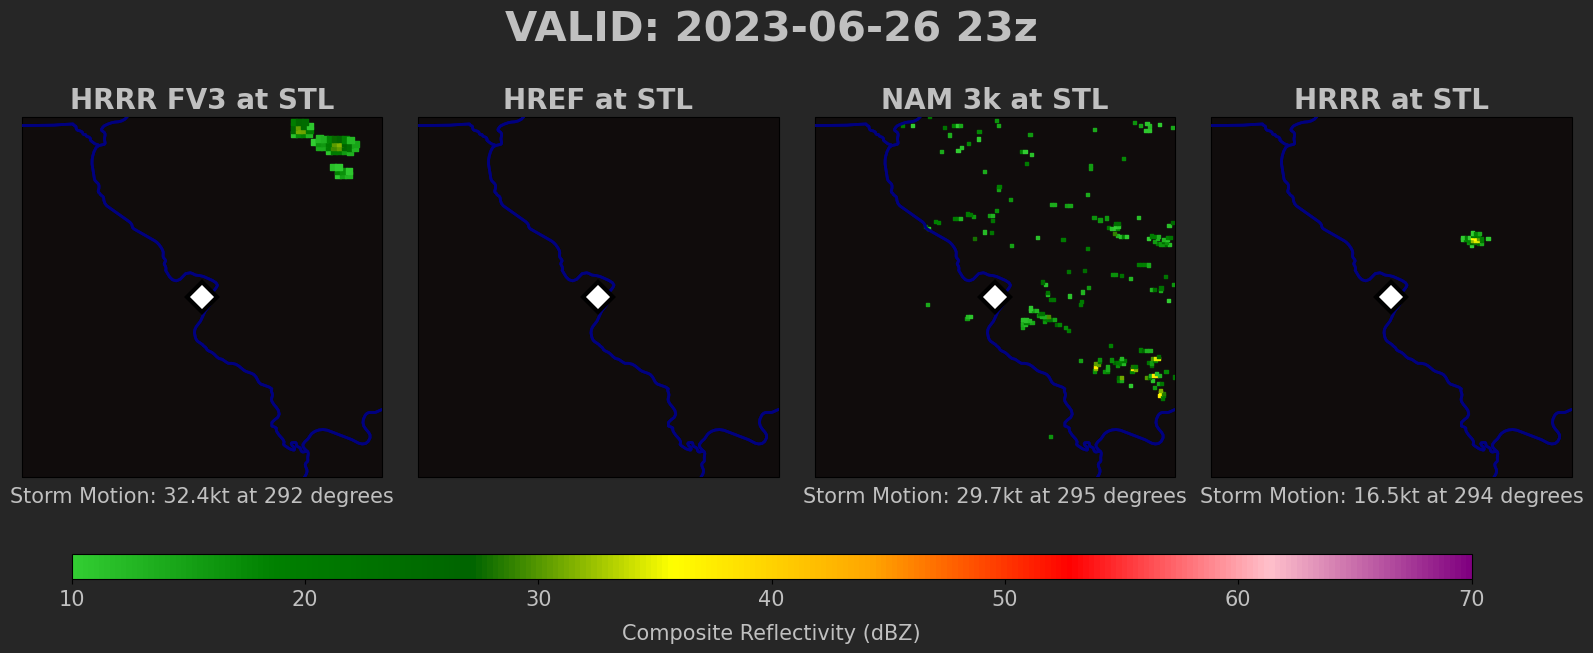 VALID: 2023-06-26 23z
HRRR FV3 at STL
HREF at STL
NAM 3k at STL
HRRR at STL
Storm Motion: 32.4kt at 292 degrees
Storm Motion: 29.7kt at 295 degrees
Storm Motion: 16.5kt at 294 degrees
10 20 30 40 50 60 70
Composite Reflectivity (dBZ)